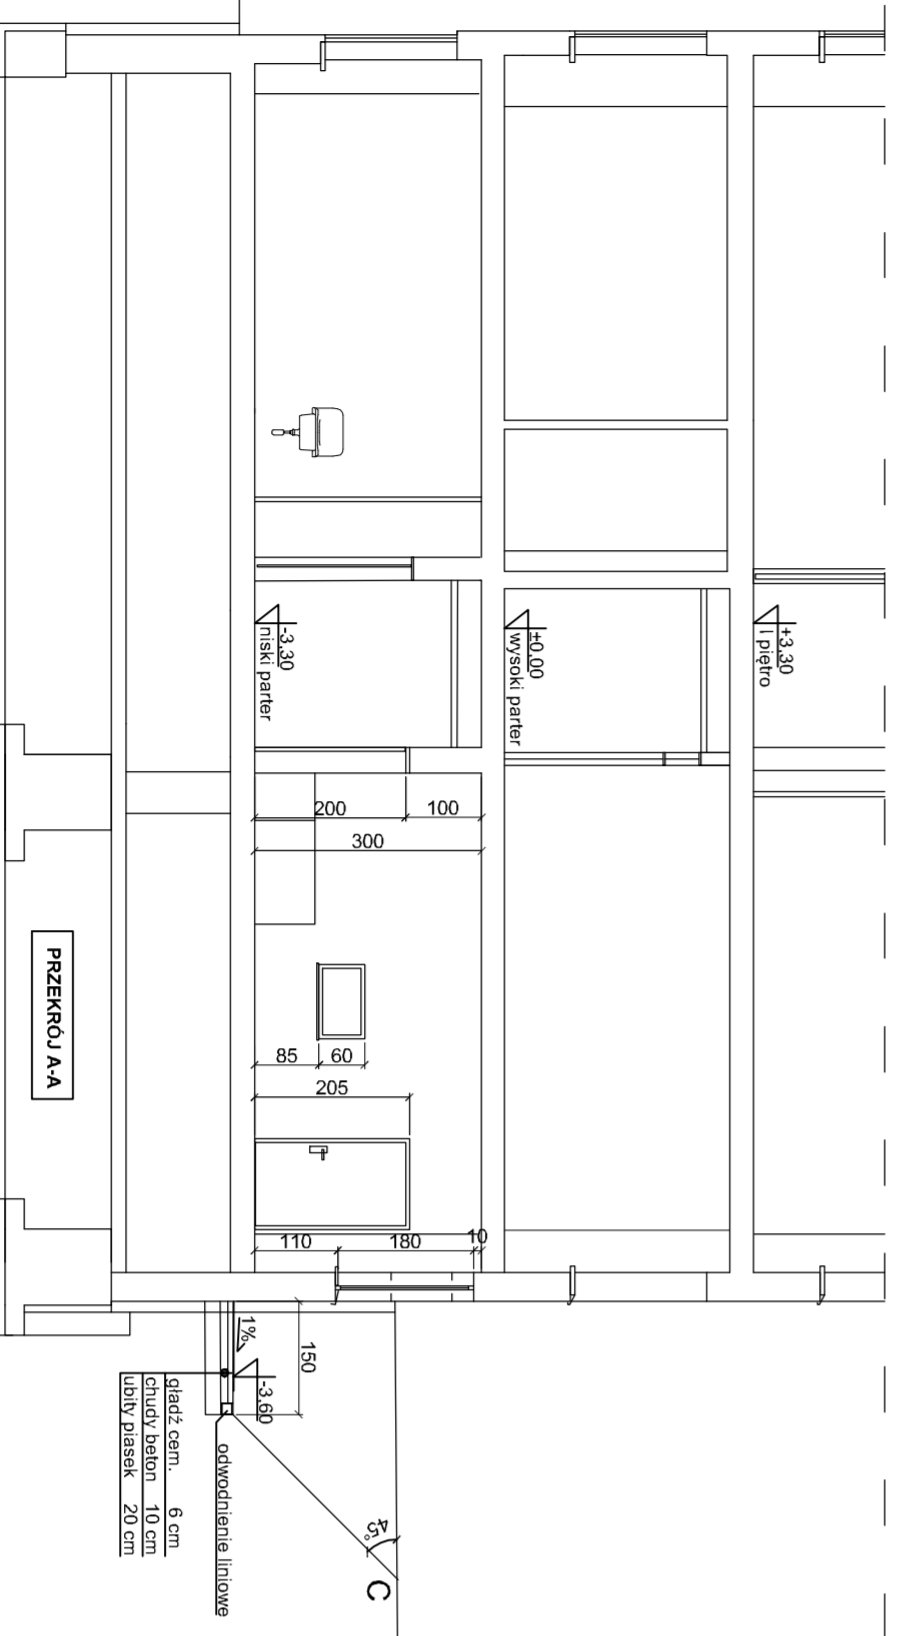 +3,30
I piętro
±0,00
wysoki parter
-3,30
niski parter
200
100
300
85
60
205
110
180
10
150
1%
-3,60
45°
C
odwodnienie liniowe
gładź cem. 6 cm
chudy beton 10 cm
ubity piasek 20 cm
PRZEKRÓJ A-A